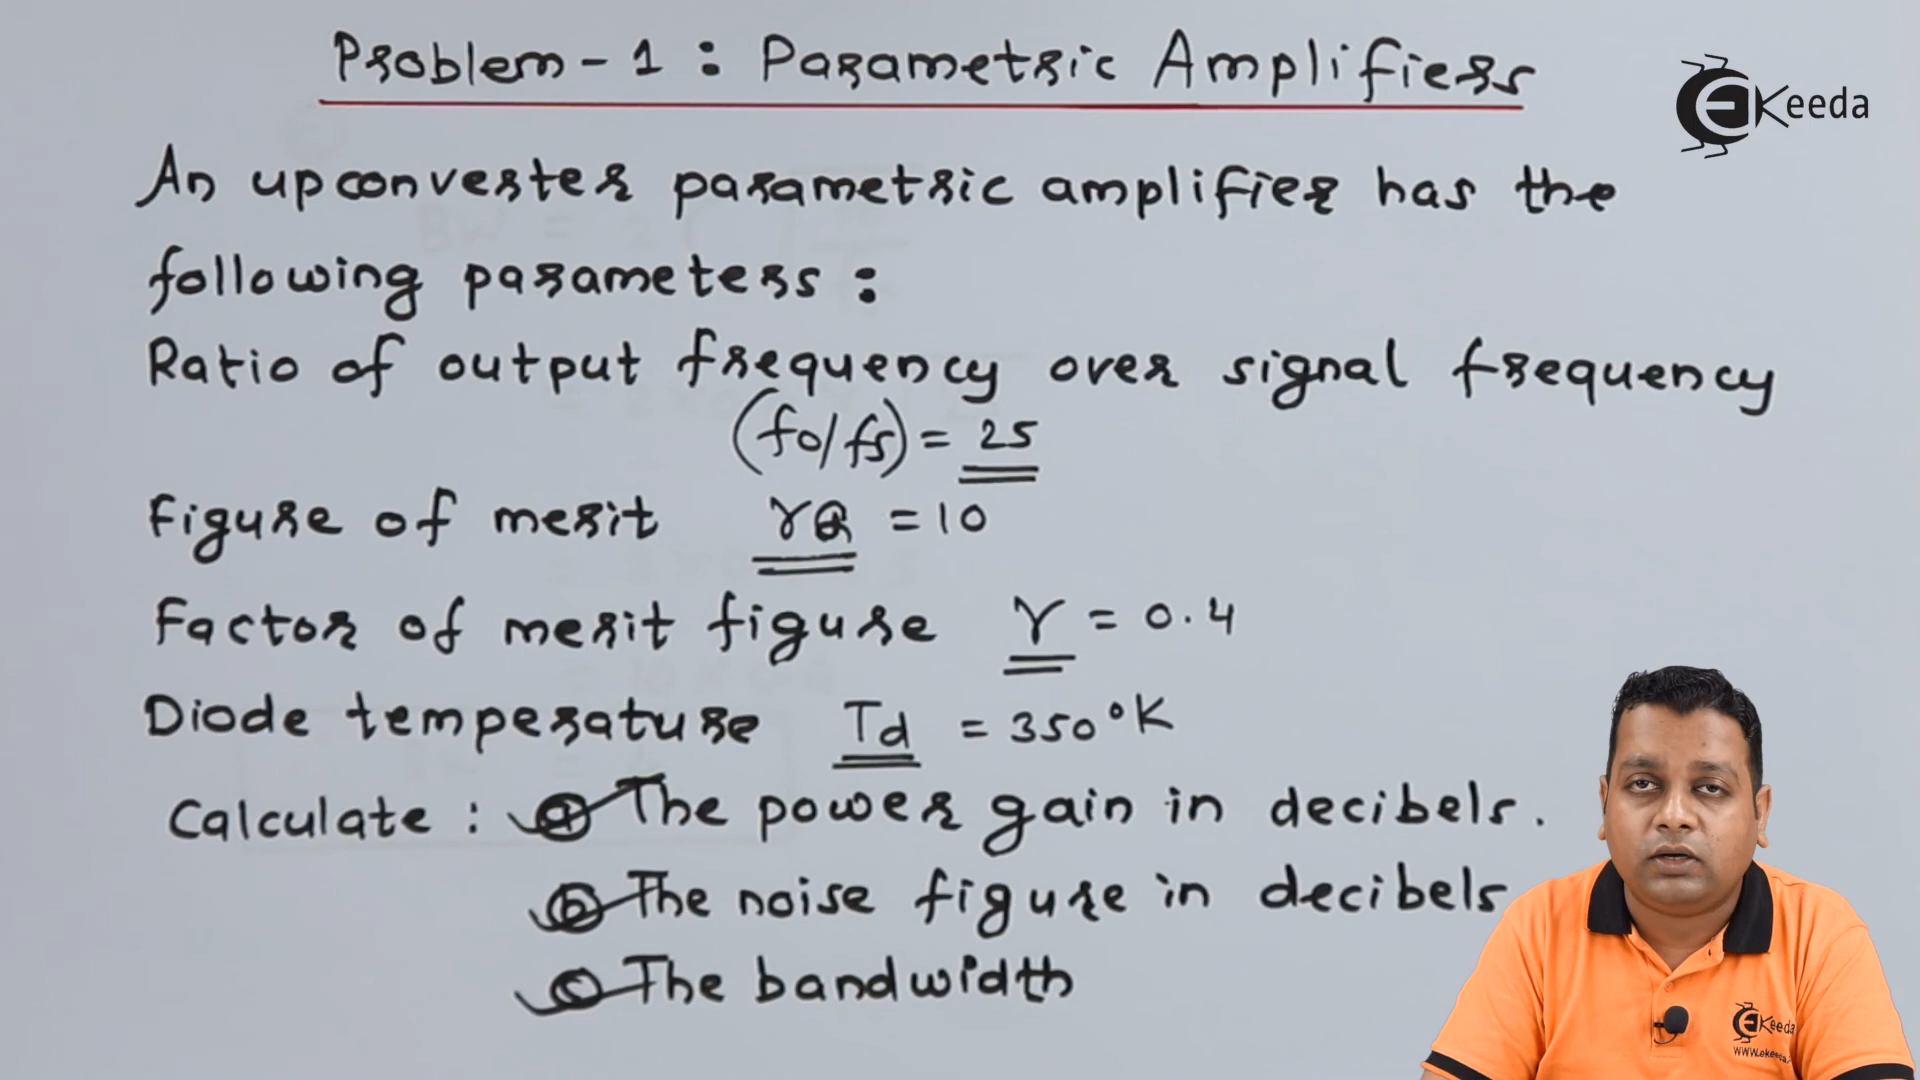 Problem-1 : Parametric Amplifiers
EKeeda
An upconverter parametric amplifier has the
following parameters :
Ratio of output frequency over signal frequency
(fo/fs) = 25
Figure of merit γQ = 10
Factor of merit figure γ = 0.4
Diode temperature Td = 350°K
Calculate : (a) The power gain in decibels.
(b) The noise figure in decibels
(c) The bandwidth
EKeeda